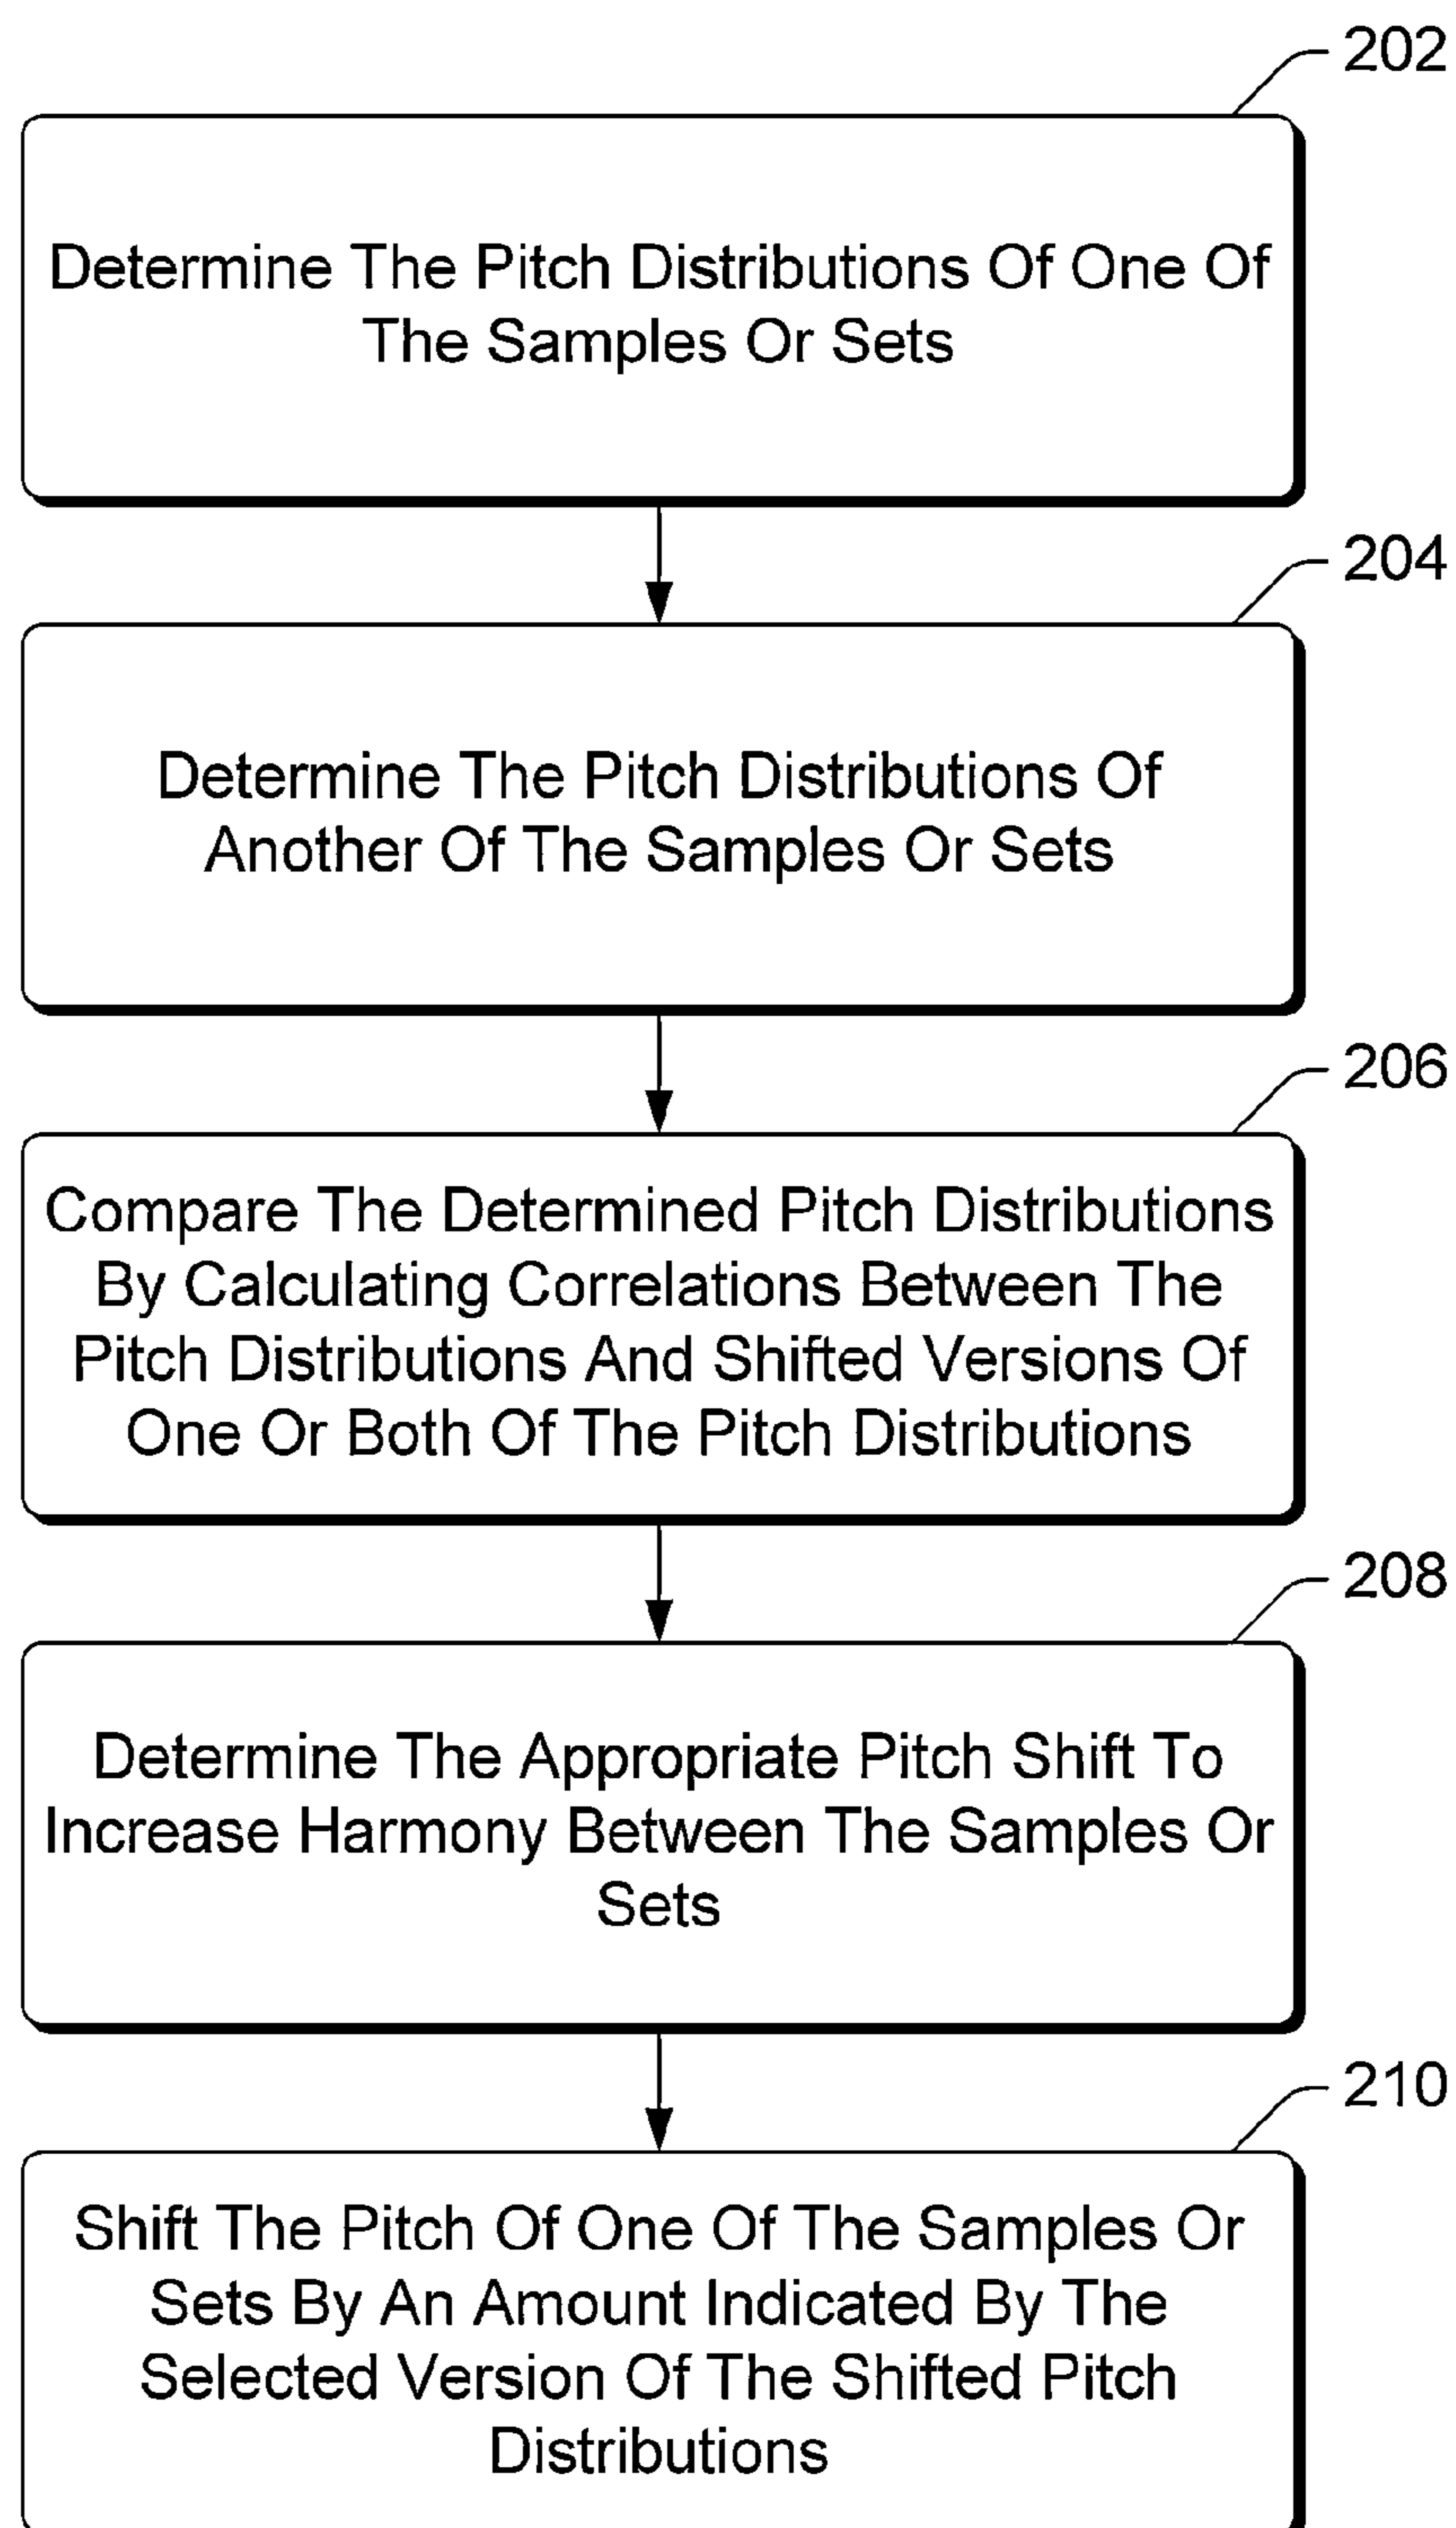 202
Determine The Pitch Distributions Of One Of
The Samples Or Sets
204
Determine The Pitch Distributions Of
Another Of The Samples Or Sets
206
Compare The Determined Pitch Distributions
By Calculating Correlations Between The
Pitch Distributions And Shifted Versions Of
One Or Both Of The Pitch Distributions
208
Determine The Appropriate Pitch Shift To
Increase Harmony Between The Samples Or
Sets
210
Shift The Pitch Of One Of The Samples Or
Sets By An Amount Indicated By The
Selected Version Of The Shifted Pitch
Distributions